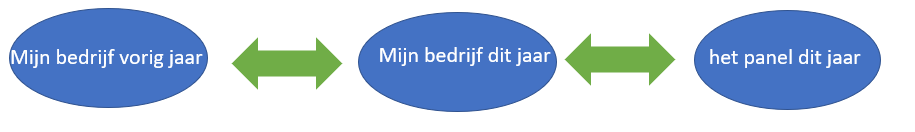 Mijn bedrijf vorig jaar
Mijn bedrijf dit jaar
het panel dit jaar